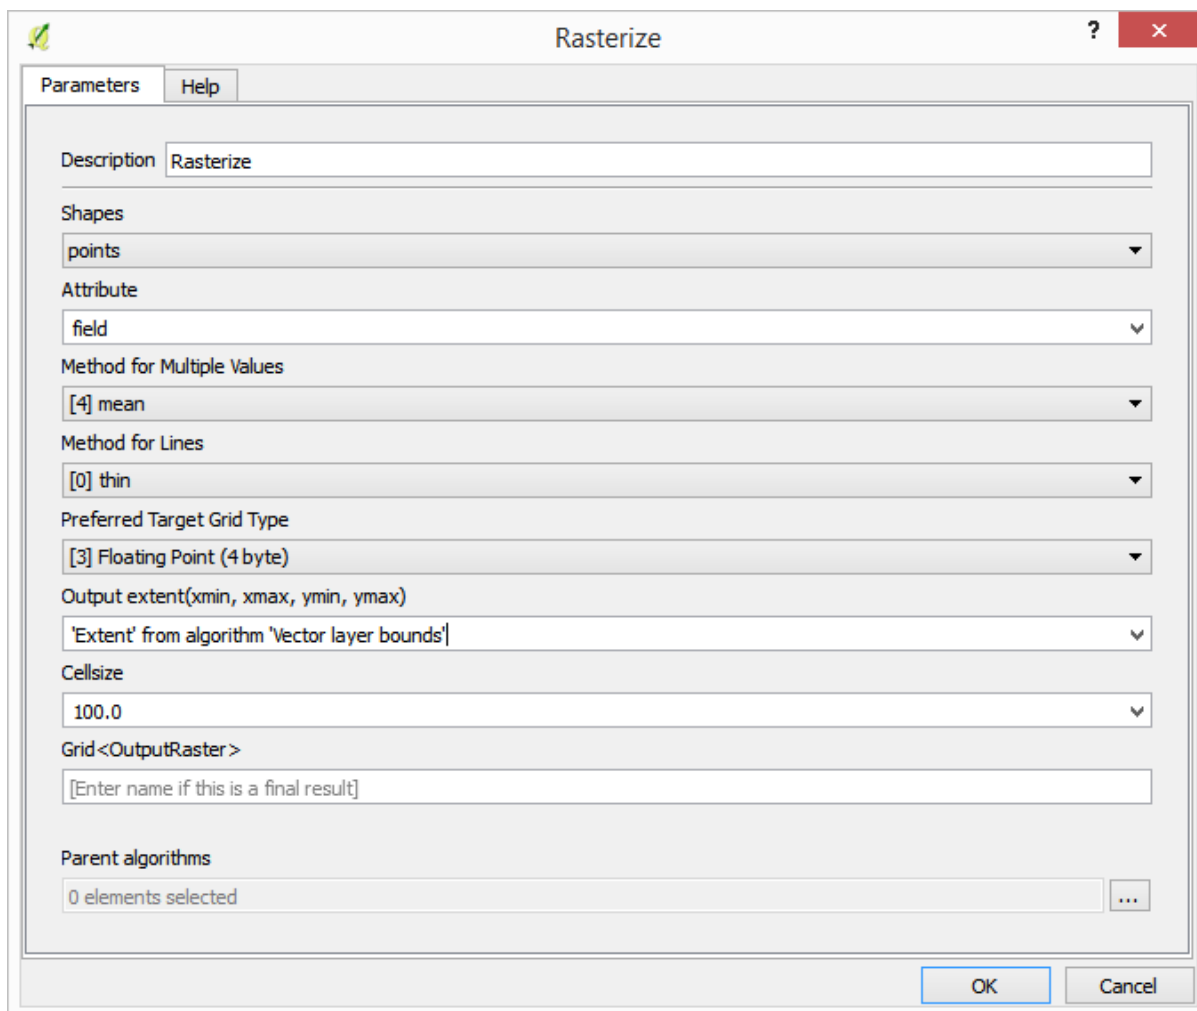 Rasterize
?
Parameters Help
Description Rasterize
Shapes
points
Attribute
field
Method for Multiple Values
[4] mean
Method for Lines
[0] thin
Preferred Target Grid Type
[3] Floating Point (4 byte)
Output extent(xmin, xmax, ymin, ymax)
'Extent' from algorithm 'Vector layer bounds'
Cellsize
100.0
Grid<OutputRaster>
[Enter name if this is a final result]
Parent algorithms
0 elements selected ...
OK Cancel